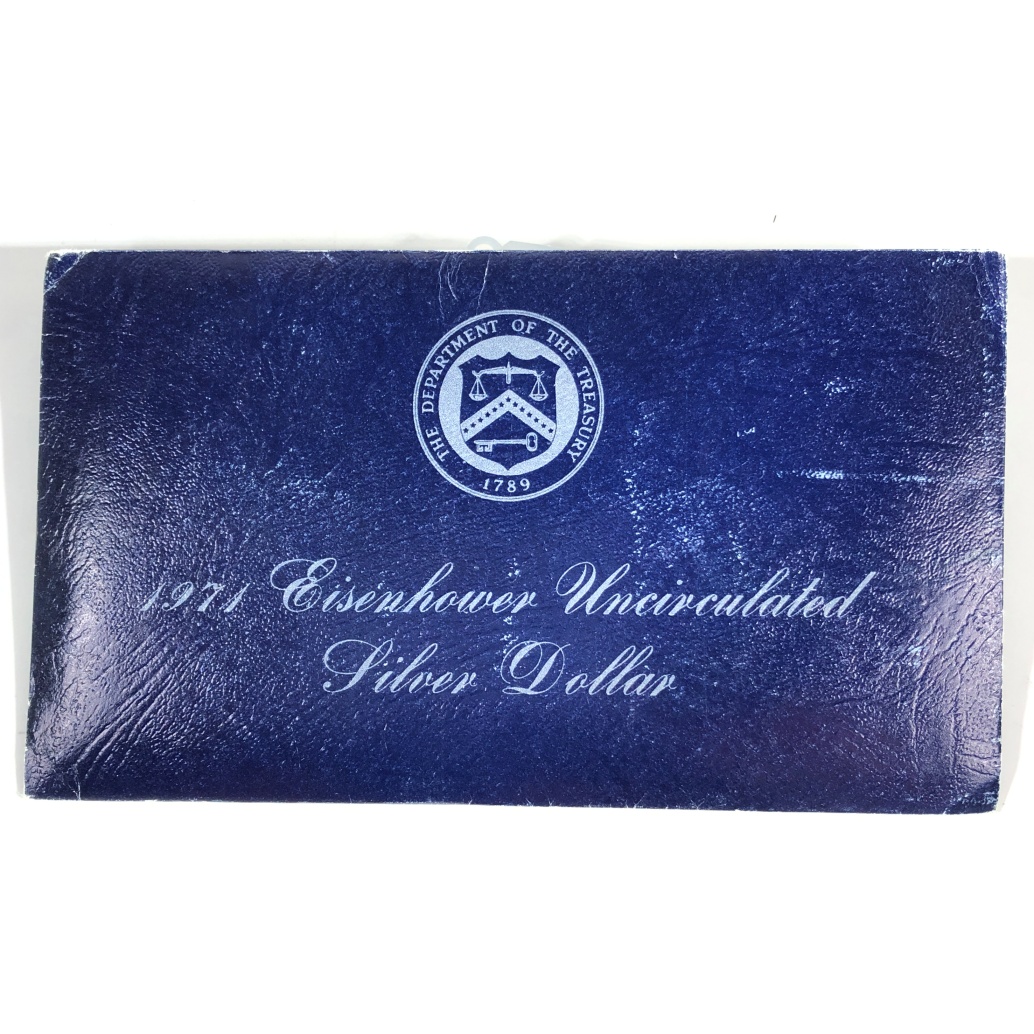 THE DEPARTMENT OF THE TREASURY
1789
1971 Eisenhower Uncirculated
Silver Dollar